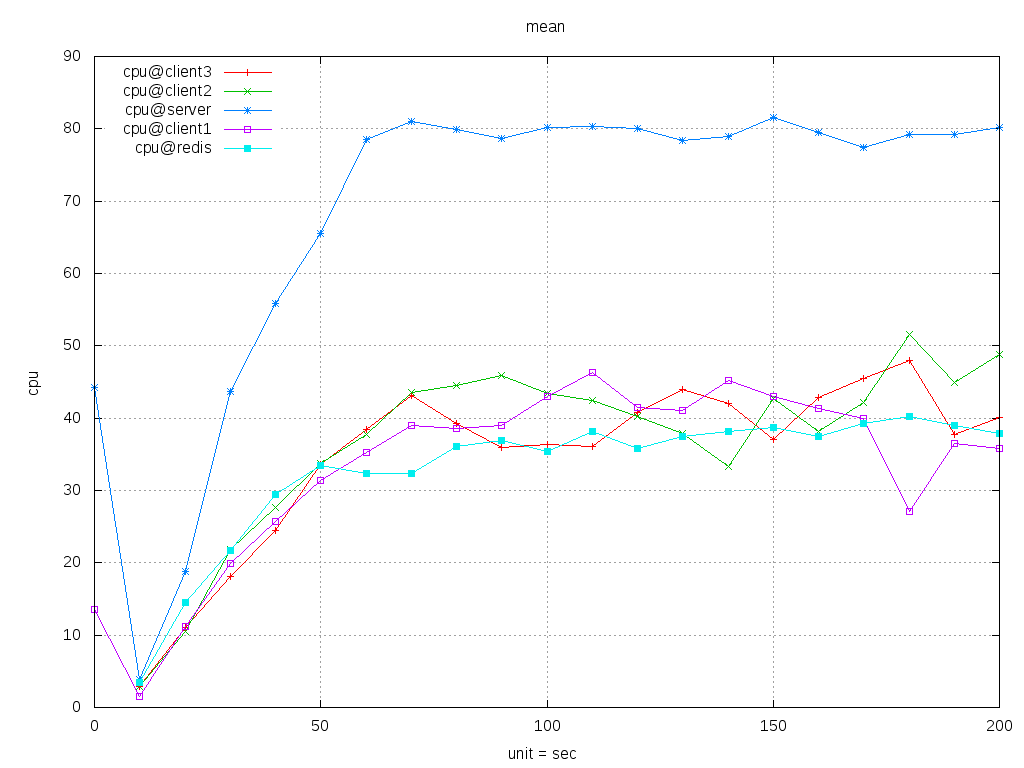 mean
90
80
70
60
50
40
30
20
10
0
cpu
cpu@client3
cpu@client2
cpu@server
cpu@client1
cpu@redis
0 50 100 150 200
unit = sec